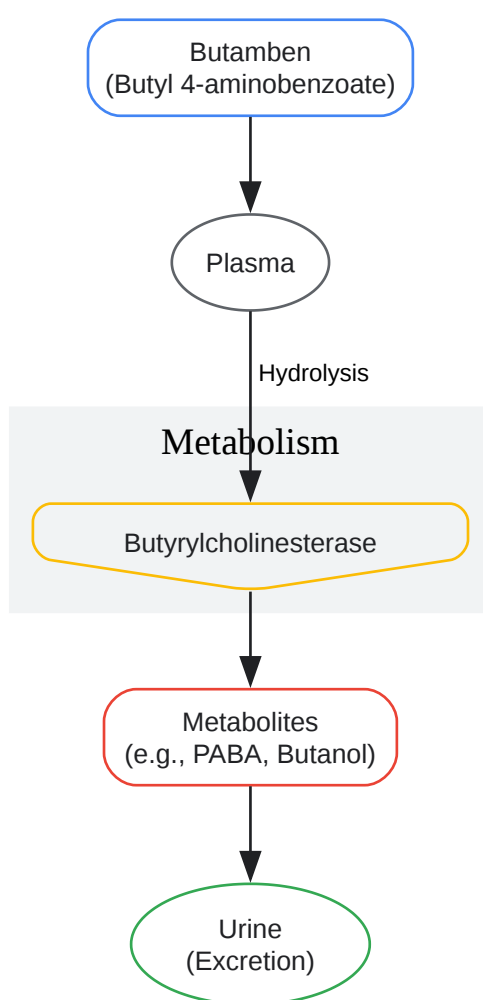 Butamben
(Butyl 4-aminobenzoate)
Plasma
Hydrolysis
Metabolism
Butyrylcholinesterase
Metabolites
(e.g., PABA, Butanol)
Urine
(Excretion)